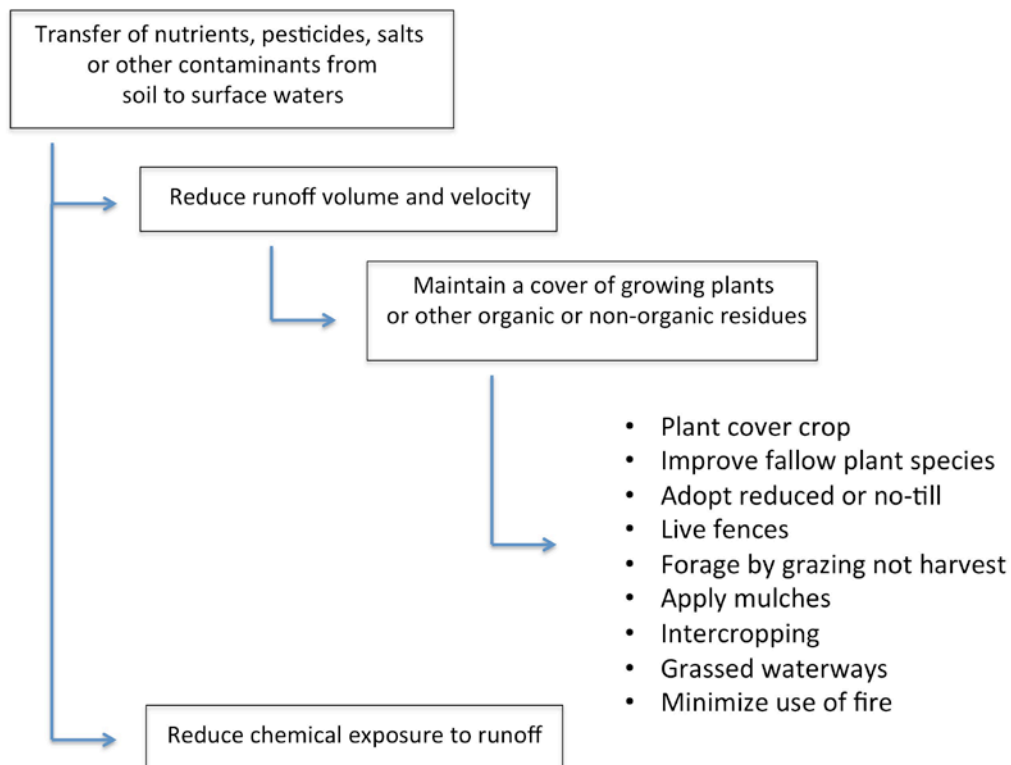 Transfer of nutrients, pesticides, salts
or other contaminants from
soil to surface waters
Reduce runoff volume and velocity
Maintain a cover of growing plants
or other organic or non-organic residues
• Plant cover crop
• Improve fallow plant species
• Adopt reduced or no-till
• Live fences
• Forage by grazing not harvest
• Apply mulches
• Intercropping
• Grassed waterways
• Minimize use of fire
Reduce chemical exposure to runoff